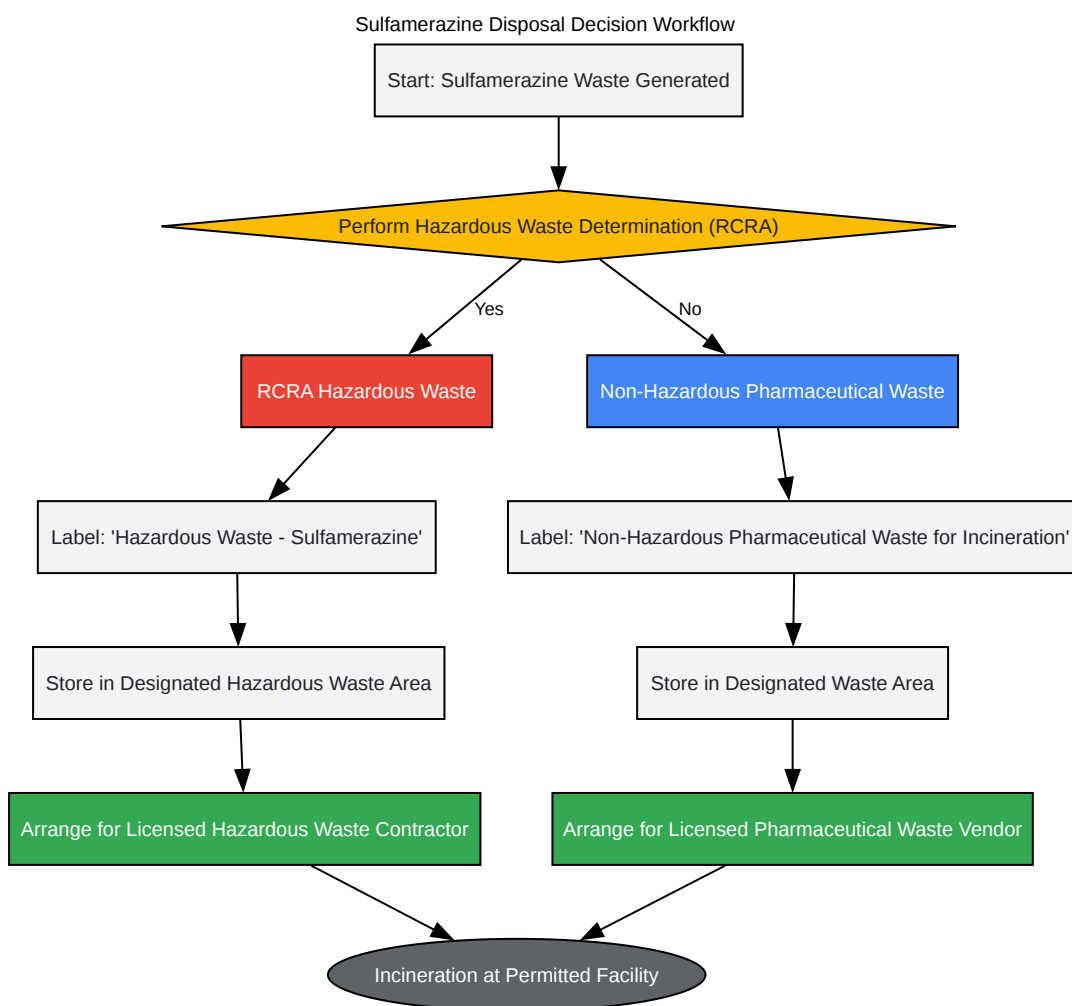 Sulfamerazine Disposal Decision Workflow
Start: Sulfamerazine Waste Generated
Perform Hazardous Waste Determination (RCRA)
Yes
No
RCRA Hazardous Waste
Non-Hazardous Pharmaceutical Waste
Label: 'Hazardous Waste - Sulfamerazine'
Label: 'Non-Hazardous Pharmaceutical Waste for Incineration'
Store in Designated Hazardous Waste Area
Store in Designated Waste Area
Arrange for Licensed Hazardous Waste Contractor
Arrange for Licensed Pharmaceutical Waste Vendor
Incineration at Permitted Facility